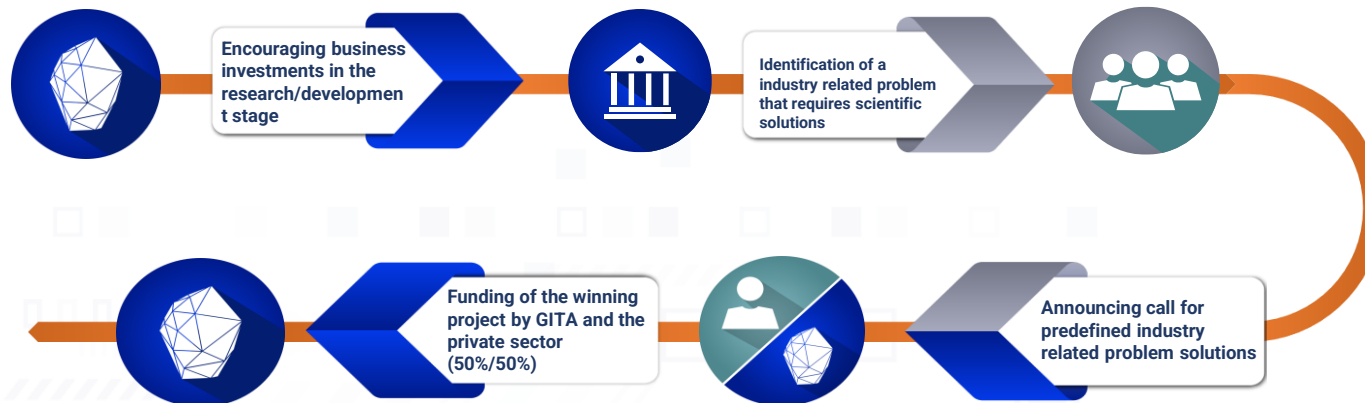 Encouraging business
investments in the
research/developmen
t stage
Identification of a
industry related problem
that requires scientific
solutions
Announcing call for
predefined industry
related problem solutions
Funding of the winning
project by GITA and the
private sector
(50%/50%)